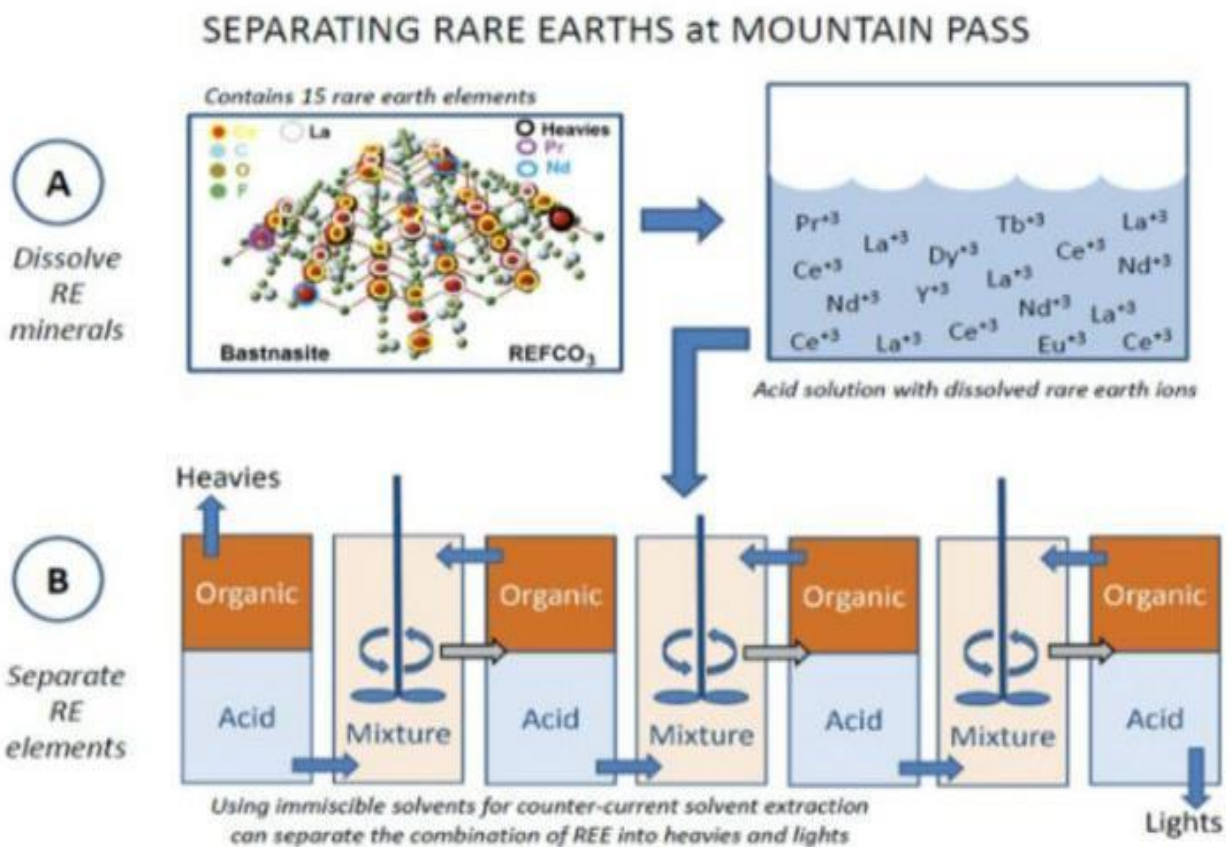 SEPARATING RARE EARTHS at MOUNTAIN PASS
Contains 15 rare earth elements
Ce
La
Heavies
C
Pr
O
Nd
F
Bastnasite
REFCO₃
A
Dissolve
RE
minerals
Pr⁺³
Tb⁺³
La⁺³
La⁺³
Dy⁺³
Ce⁺³
Ce⁺³
La⁺³
Nd⁺³
Nd⁺³
Y⁺³
Nd⁺³
La⁺³
Ce⁺³
La⁺³
Ce⁺³
Eu⁺³
Ce⁺³
Acid solution with dissolved rare earth ions
Heavies
B
Separate
RE
elements
Organic
Acid
Mixture
Organic
Acid
Mixture
Organic
Acid
Mixture
Organic
Acid
Lights
Using immiscible solvents for counter-current solvent extraction
can separate the combination of REE into heavies and lights